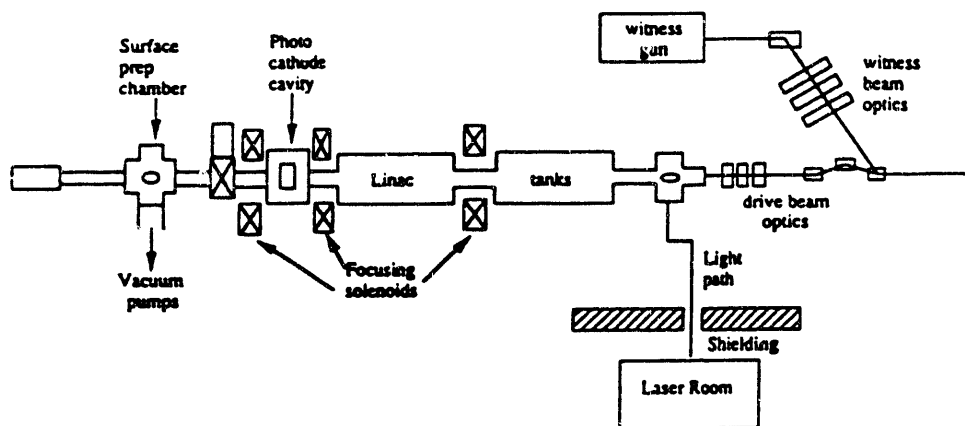 Surface
prep
chamber
Photo
cathode
cavity
witness
gun
witness
beam
optics
Linac
tanks
drive beam
optics
Vacuum
pumps
Focusing
solenoids
Light
path
Shielding
Laser Room